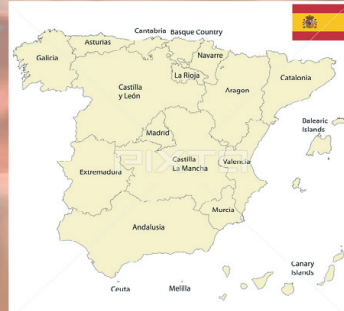 Cantabria Basque Country
Asturias
Navarre
Galicia
La Rioja
Catalonia
Castilla
y León
Aragon
Balearic
Islands
Madrid
PIXTA
Castilla
La Mancha
Valencia
Extremadura
Murcia
Andalusia
Canary
Islands
Ceuta
Melilla